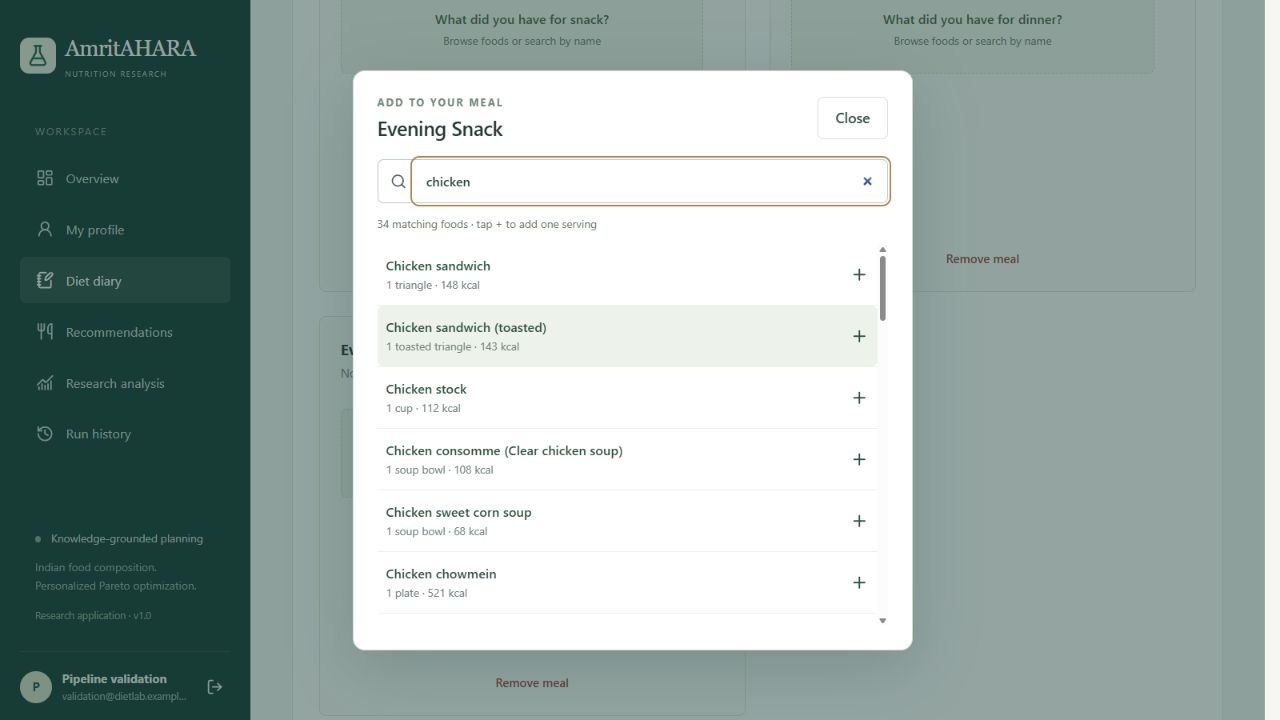 AmritAHARA
NUTRITION RESEARCH
WORKSPACE
Overview
My profile
Diet diary
Recommendations
Research analysis
Run history
Knowledge-grounded planning
Indian food composition.
Personalized Pareto optimization.
Research application · v1.0
P
Pipeline validation
validation@dietlab.exampl...
What did you have for snack?
Browse foods or search by name
What did you have for dinner?
Browse foods or search by name
Remove meal
ADD TO YOUR MEAL
Evening Snack
Close
chicken
34 matching foods · tap + to add one serving
Chicken sandwich
1 triangle · 148 kcal
Chicken sandwich (toasted)
1 toasted triangle · 143 kcal
Chicken stock
1 cup · 112 kcal
Chicken consomme (Clear chicken soup)
1 soup bowl · 108 kcal
Chicken sweet corn soup
1 soup bowl · 68 kcal
Chicken chowmein
1 plate · 521 kcal
Remove meal